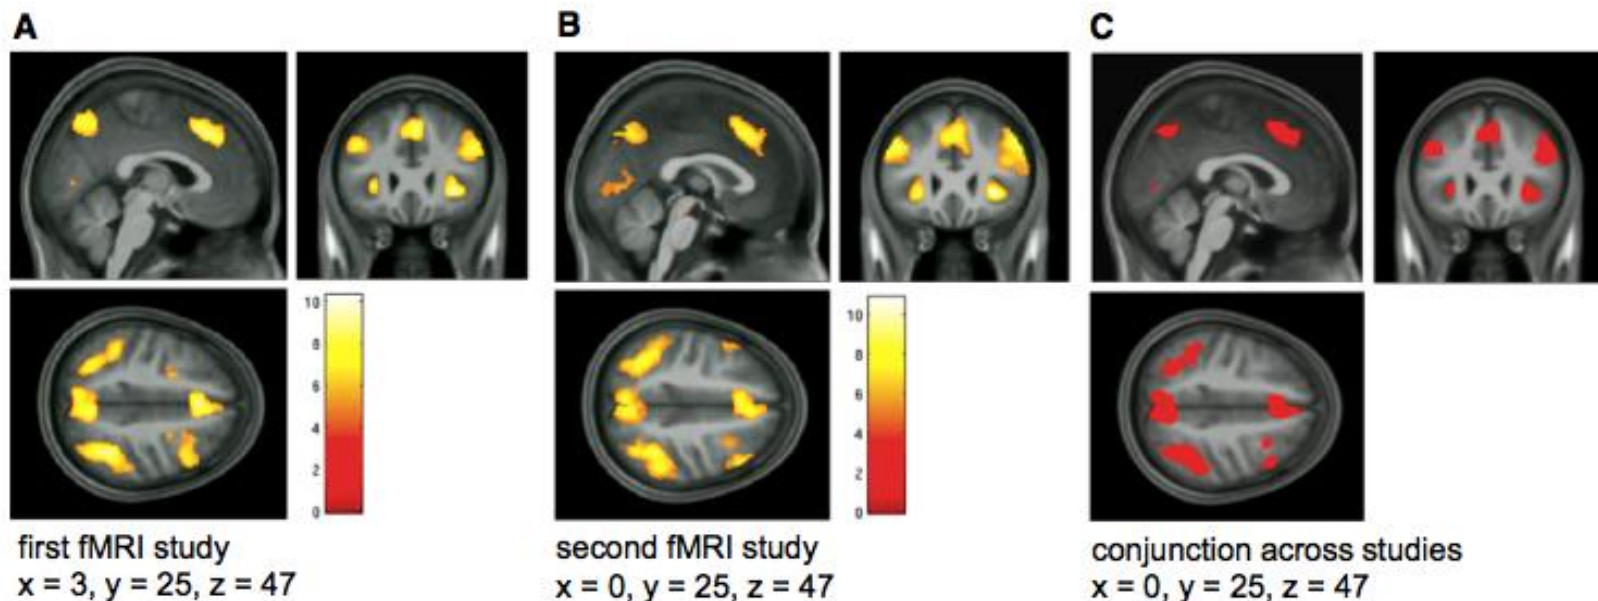 A
B
C
10
8
6
4
2
0
10
8
6
4
2
0
first fMRI study
x = 3, y = 25, z = 47
second fMRI study
x = 0, y = 25, z = 47
conjunction across studies
x = 0, y = 25, z = 47